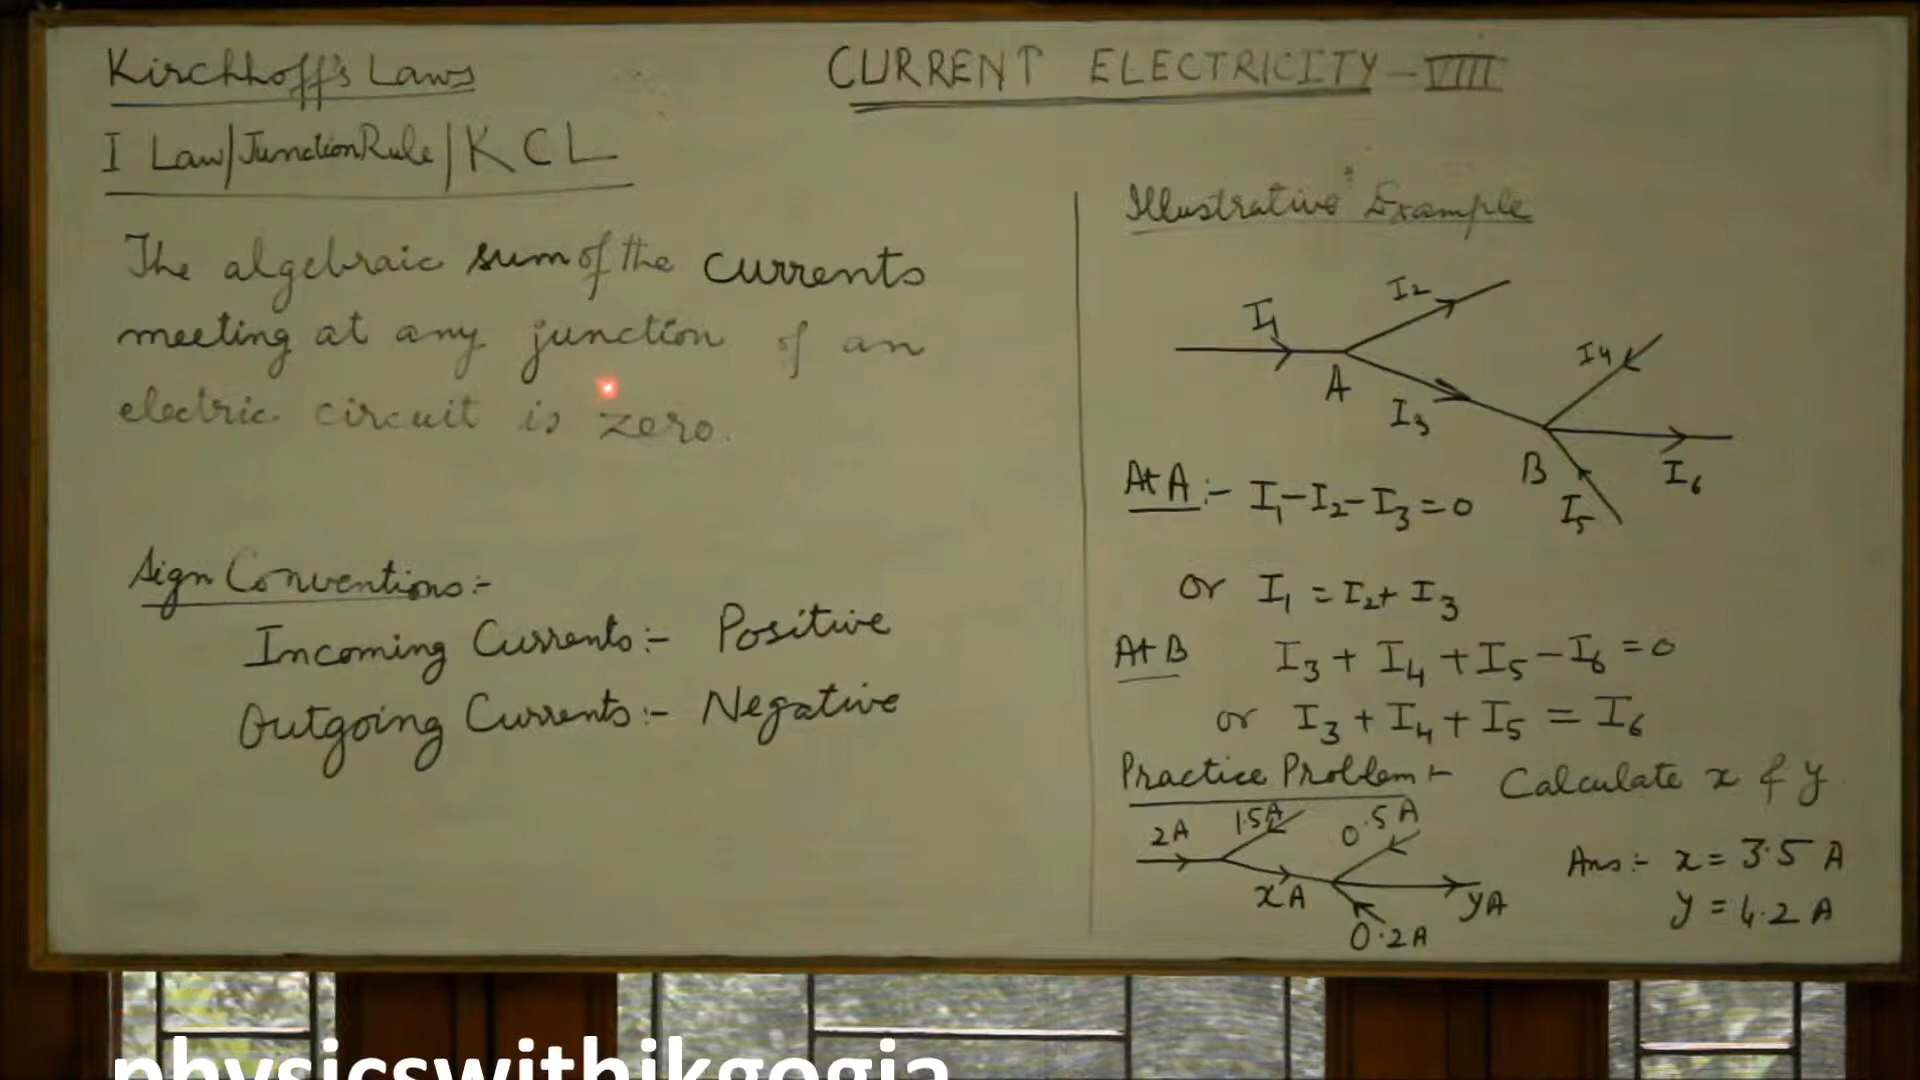 Kirchhoff's Laws
CURRENT ELECTRICITY - VIII
I Law/Junction Rule/KCL
The algebraic sum of the currents
meeting at any junction of an
electric circuit is zero.
Sign Conventions:-
Incoming Currents:- Positive
Outgoing Currents:- Negative
Illustrative Example
I1
I2
A
I3
I4
B
I5
I6
At A:- I1-I2-I3=0
or I1 = I2+ I3
At B I3 + I4 + I5 - I6 = 0
or I3 + I4 + I5 = I6
Practice Problem:- Calculate x & y.
2A
1.5A
0.5A
xA
yA
0.2A
Ans:- x = 3.5 A
y = 4.2 A
physicswithikgogia